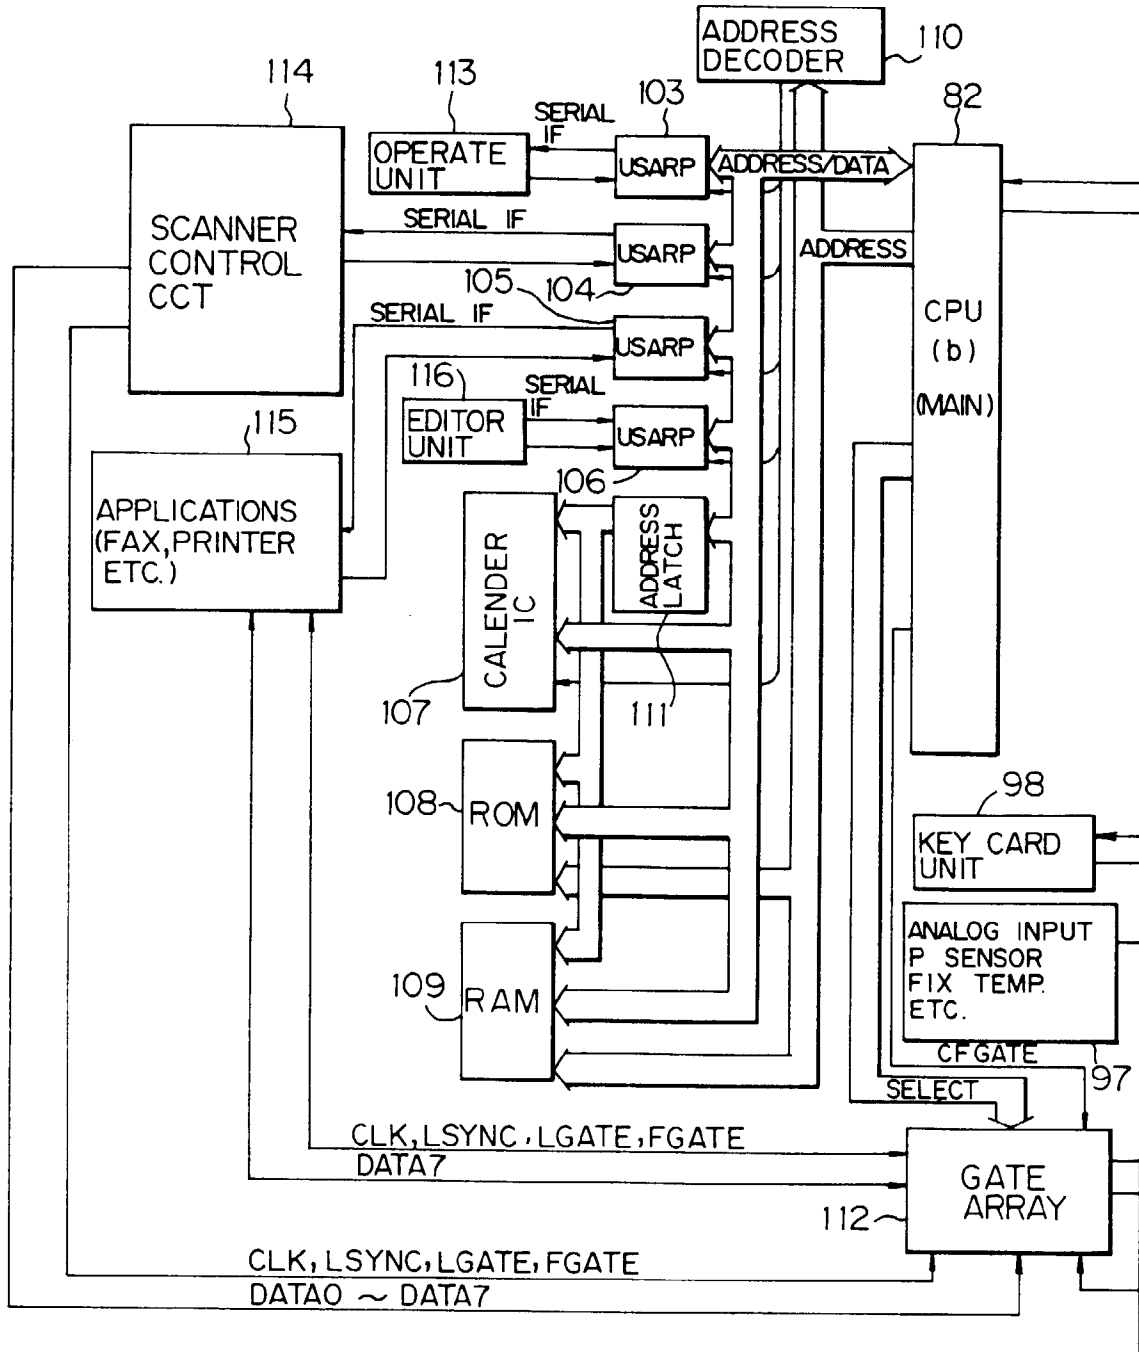 ADDRESS
DECODER
110
114
113
103
82
SERIAL
IF
OPERATE
UNIT
USARP
ADDRESS/DATA
SCANNER
CONTROL
CCT
SERIAL IF
USARP
104
ADDRESS
105
SERIAL IF
USARP
CPU
(b)
(MAIN)
116
SERIAL
IF
EDITOR
UNIT
USARP
106
115
APPLICATIONS
(FAX,PRINTER
ETC.)
CALENDER
IC
107
ADDRESS
LATCH
111
108
ROM
98
KEY CARD
UNIT
109
RAM
ANALOG INPUT
P SENSOR
FIX TEMP.
ETC.
97
CFGATE
SELECT
CLK, LSYNC, LGATE, FGATE
DATA7
GATE
ARRAY
112
CLK, LSYNC, LGATE, FGATE
DATA0 ~ DATA7